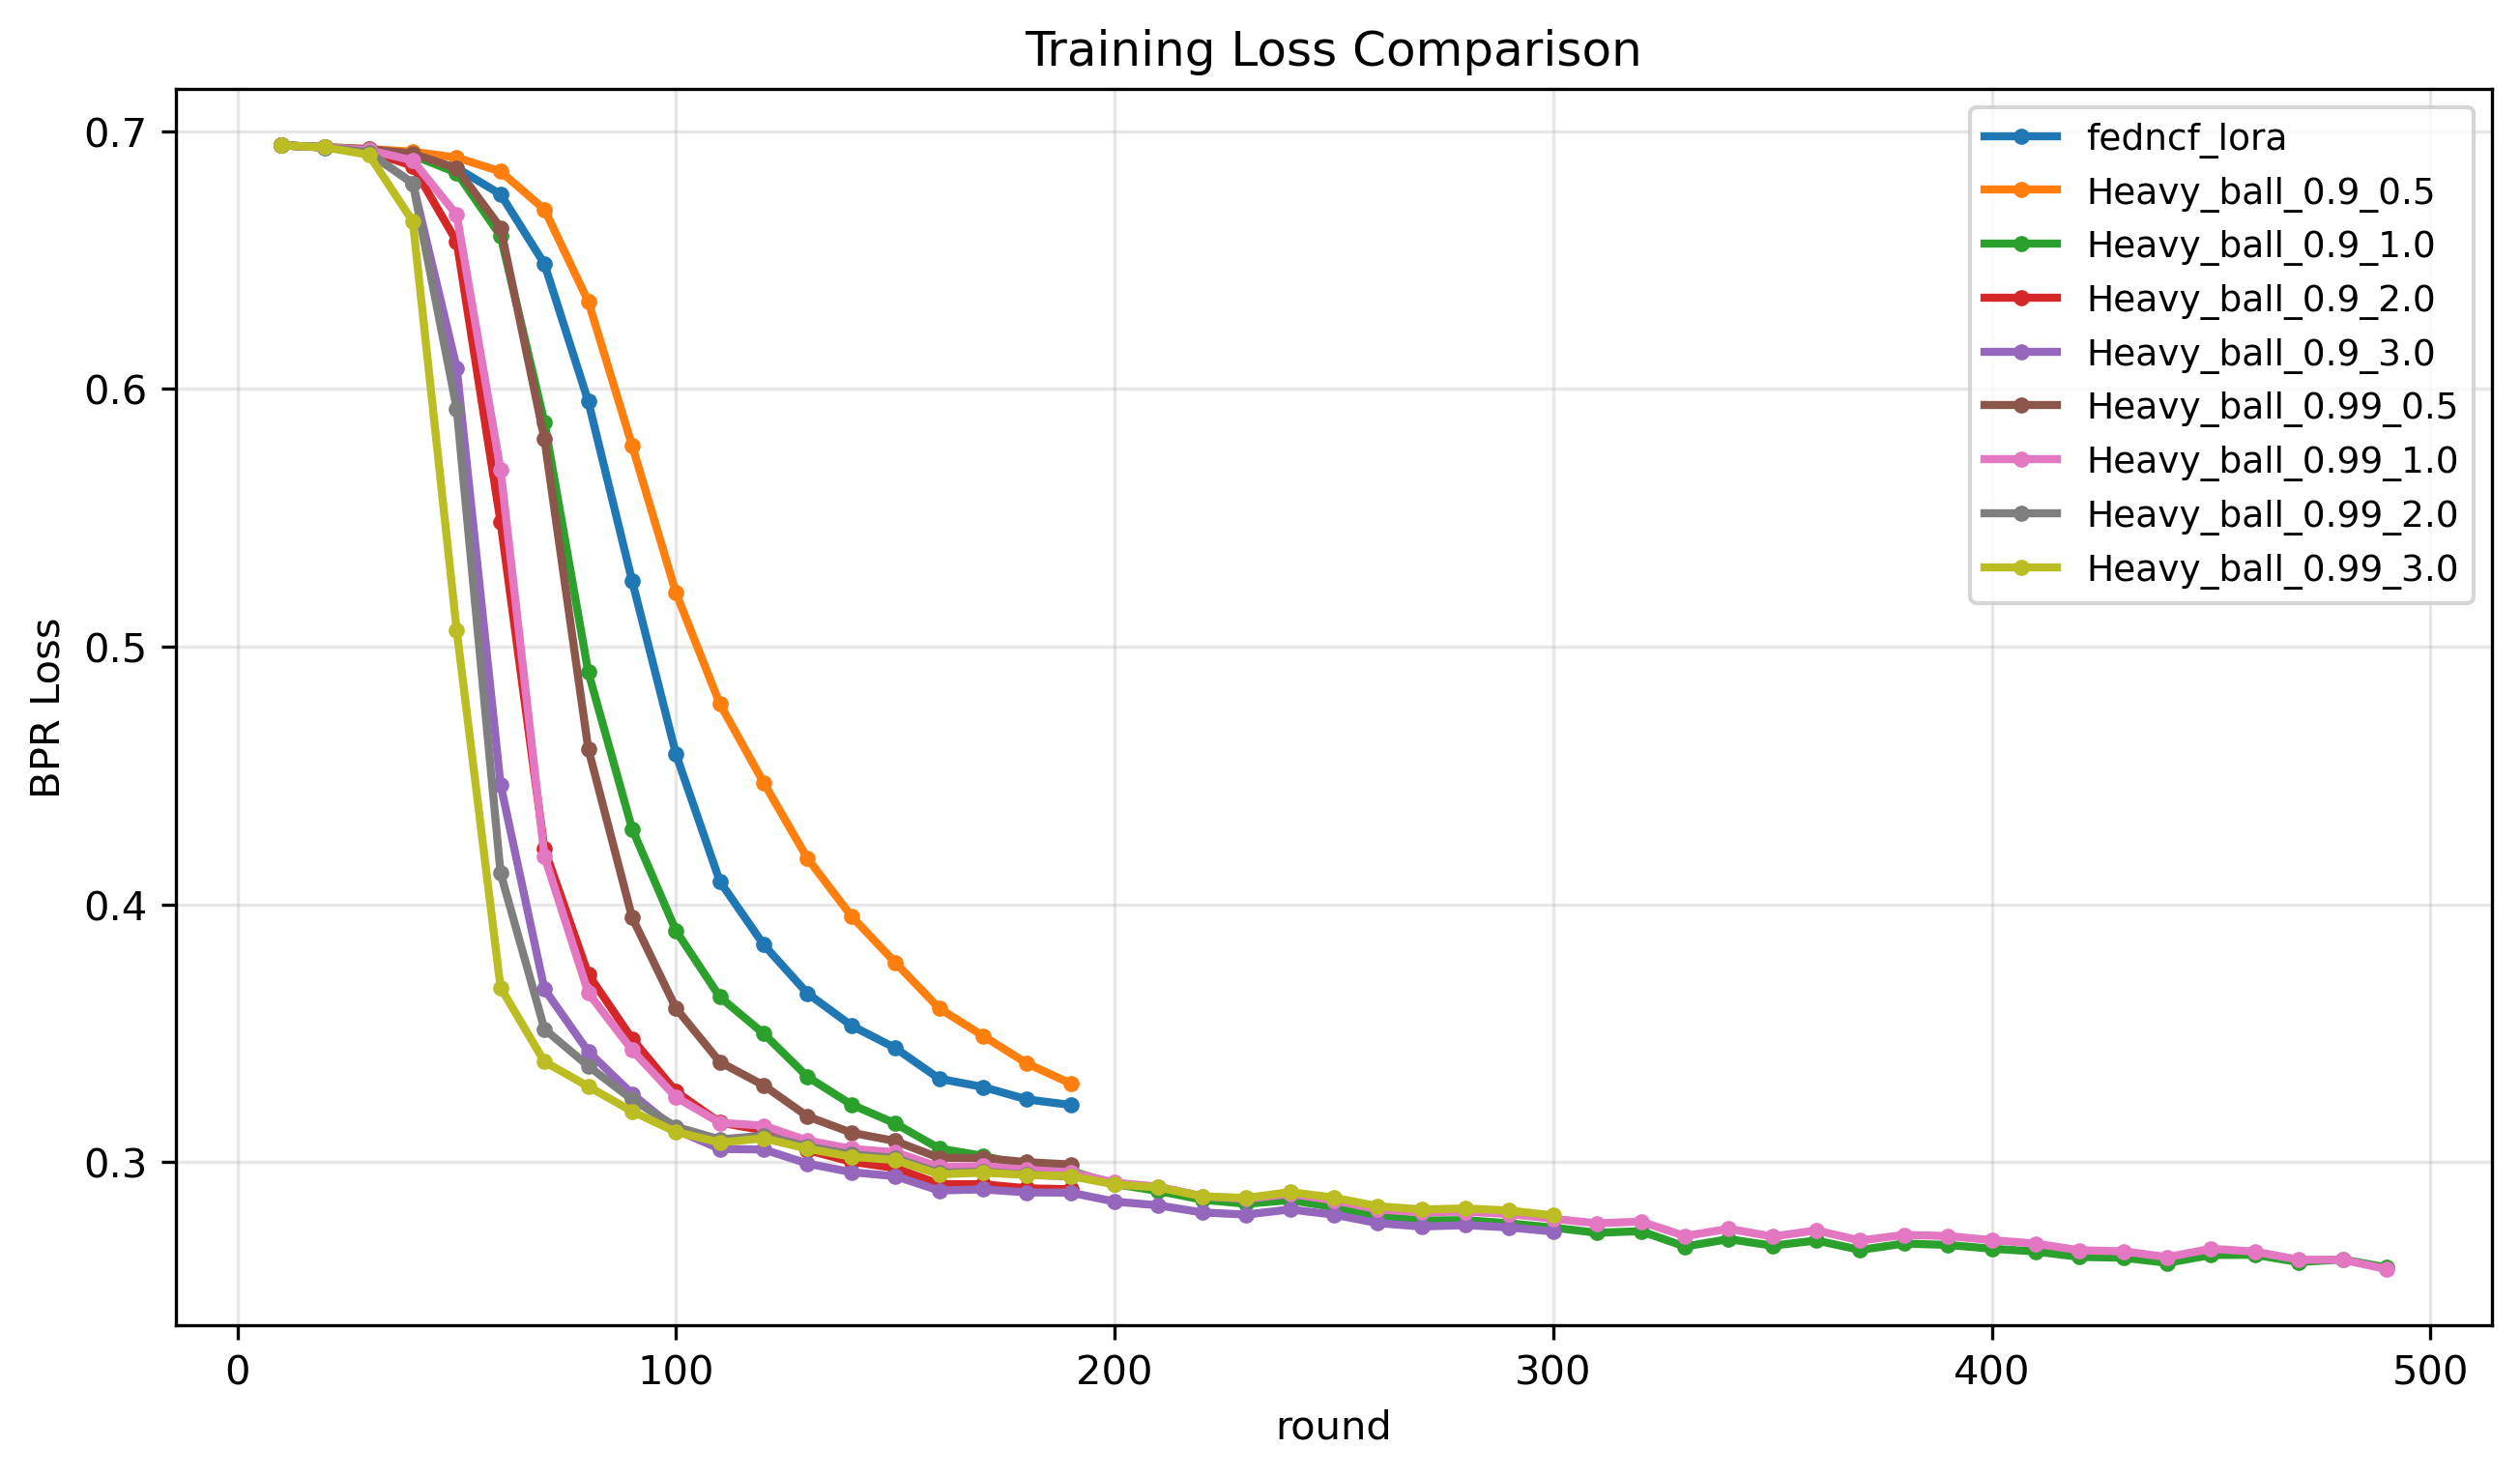 Training Loss Comparison
0.7
0.6
0.5
0.4
0.3
BPR Loss
0
100
200
300
400
500
round
fedncf_lora
Heavy_ball_0.9_0.5
Heavy_ball_0.9_1.0
Heavy_ball_0.9_2.0
Heavy_ball_0.9_3.0
Heavy_ball_0.99_0.5
Heavy_ball_0.99_1.0
Heavy_ball_0.99_2.0
Heavy_ball_0.99_3.0